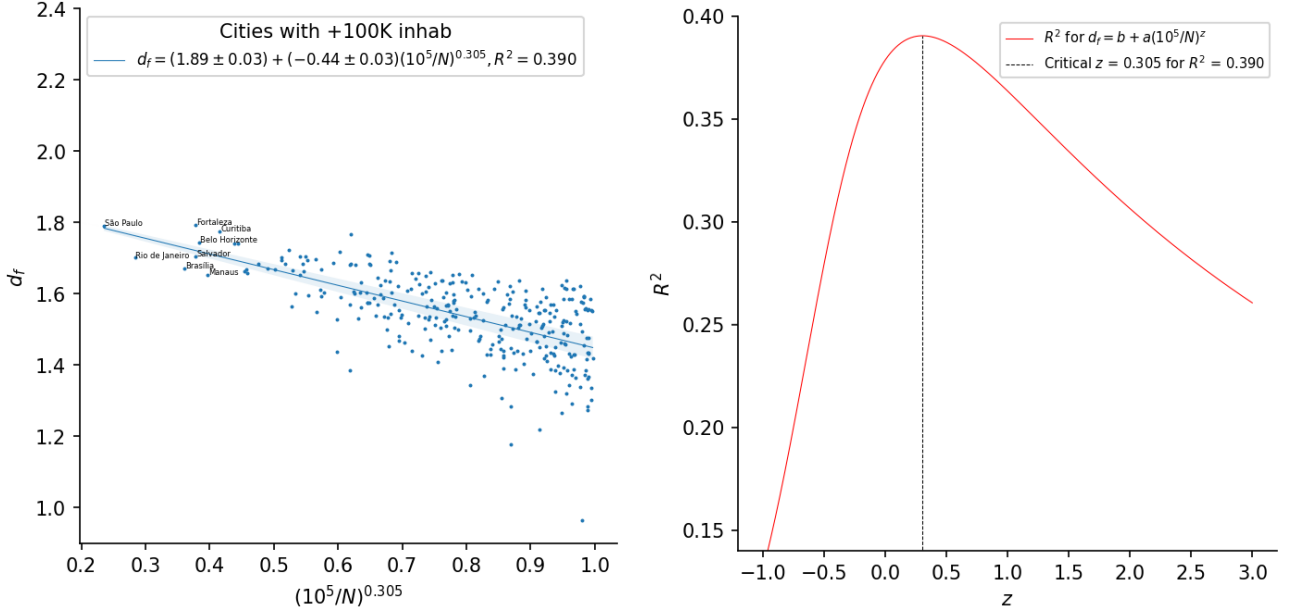 2.4
2.2
2.0
1.8
1.6
1.4
1.2
1.0
d_f
Cities with +100K inhab
d_f = (1.89 ± 0.03) + (−0.44 ± 0.03)(10^5/N)^0.305, R^2 = 0.390
São Paulo
Fortaleza
Curitiba
Belo Horizonte
Rio de Janeiro
Salvador
Brasília
Manaus
0.2 0.3 0.4 0.5 0.6 0.7 0.8 0.9 1.0
(10^5/N)^0.305
0.40
0.35
0.30
0.25
0.20
0.15
R^2
R^2 for d_f = b + a(10^5/N)^z
Critical z = 0.305 for R^2 = 0.390
−1.0 −0.5 0.0 0.5 1.0 1.5 2.0 2.5 3.0
z